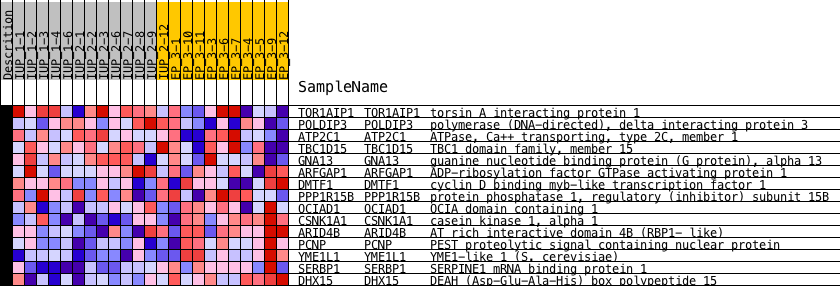 Descrition
IUP_1-1
IUP_1-2
IUP_1-3
IUP_1-4
IUP_1-6
IUP_2-1
IUP_2-2
IUP_2-3
IUP_2-6
IUP_2-7
IUP_2-8
IUP_2-9
IUP_2-12
EP_3-1
EP_3-10
EP_3-11
EP_3-3
EP_3-6
EP_3-7
EP_3-4
EP_3-5
EP_3-9
EP_3-12
SampleName
TOR1AIP1 TOR1AIP1 torsin A interacting protein 1
POLDIP3 POLDIP3 polymerase (DNA-directed), delta interacting protein 3
ATP2C1 ATP2C1 ATPase, Ca++ transporting, type 2C, member 1
TBC1D15 TBC1D15 TBC1 domain family, member 15
GNA13 GNA13 guanine nucleotide binding protein (G protein), alpha 13
ARFGAP1 ARFGAP1 ADP-ribosylation factor GTPase activating protein 1
DMTF1 DMTF1 cyclin D binding myb-like transcription factor 1
PPP1R15B PPP1R15B protein phosphatase 1, regulatory (inhibitor) subunit 15B
OCIAD1 OCIAD1 OCIA domain containing 1
CSNK1A1 CSNK1A1 casein kinase 1, alpha 1
ARID4B ARID4B AT rich interactive domain 4B (RBP1- like)
PCNP PCNP PEST proteolytic signal containing nuclear protein
YME1L1 YME1L1 YME1-like 1 (S. cerevisiae)
SERBP1 SERBP1 SERPINE1 mRNA binding protein 1
DHX15 DHX15 DEAH (Asp-Glu-Ala-His) box polypeptide 15